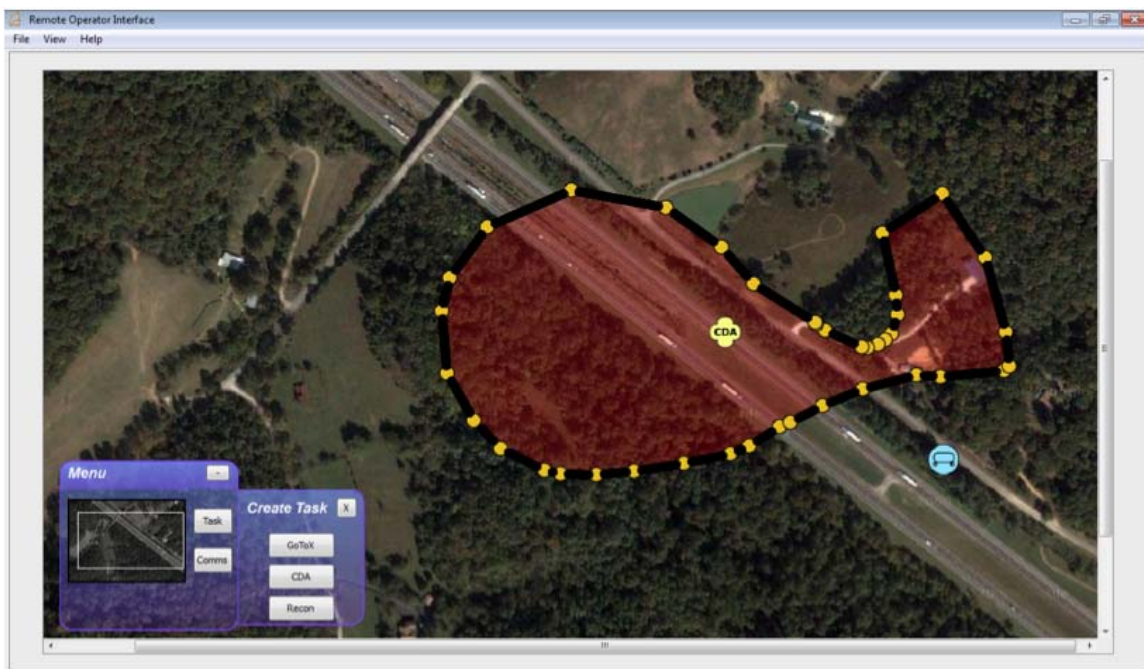 Remote Operator Interface
File View Help
CDA
Menu
-
Task
Comms
Create Task X
GoToX
CDA
Recon